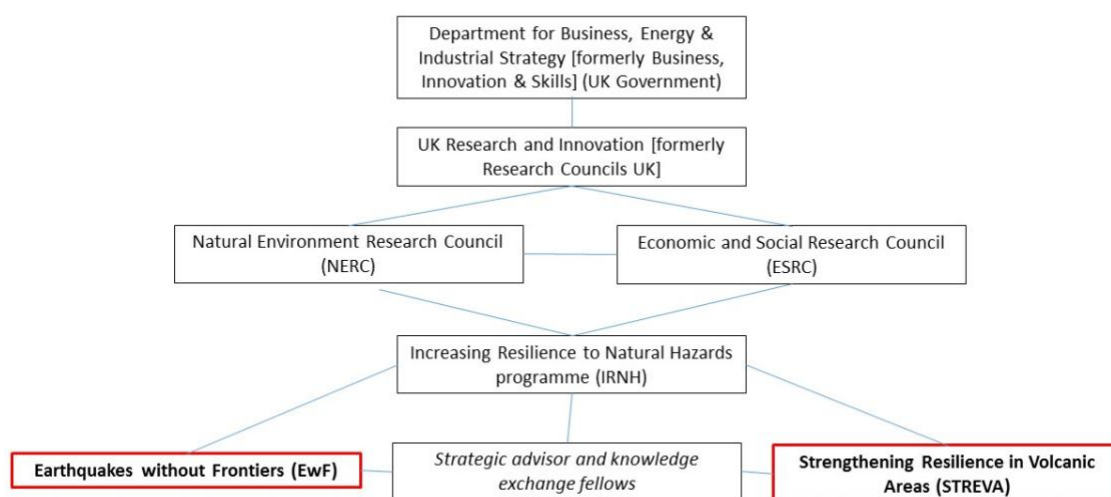 Department for Business, Energy &
Industrial Strategy [formerly Business,
Innovation & Skills] (UK Government)
UK Research and Innovation [formerly
Research Councils UK]
Natural Environment Research Council
(NERC)
Economic and Social Research Council
(ESRC)
Increasing Resilience to Natural Hazards
programme (IRNH)
Earthquakes without Frontiers (EwF)
Strategic advisor and knowledge
exchange fellows
Strengthening Resilience in Volcanic
Areas (STREVA)